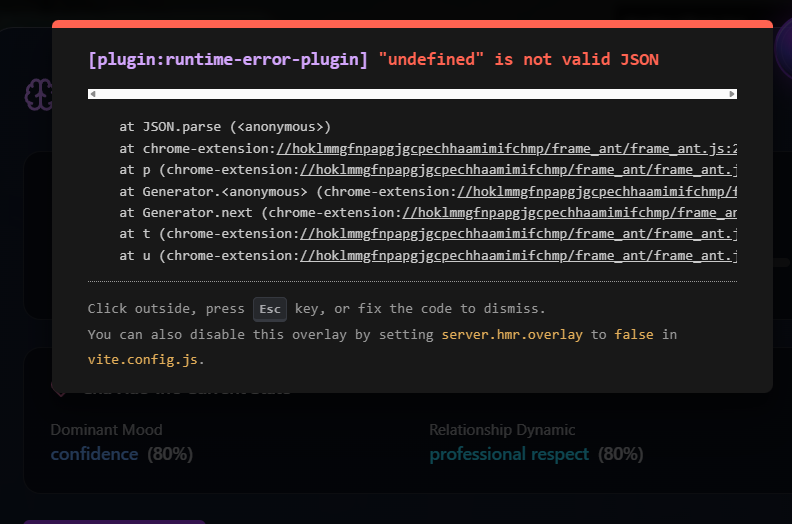 [plugin:runtime-error-plugin] "undefined" is not valid JSON
at JSON.parse (<anonymous>)
at chrome-extension://hoklmmgfnpapgjgcpechhaamimifchmp/frame_ant/frame_ant.js:2
at p (chrome-extension://hoklmmgfnpapgjgcpechhaamimifchmp/frame_ant/frame_ant.j
at Generator.<anonymous> (chrome-extension://hoklmmgfnpapgjgcpechhaamimifchmp/f
at Generator.next (chrome-extension://hoklmmgfnpapgjgcpechhaamimifchmp/frame_an
at t (chrome-extension://hoklmmgfnpapgjgcpechhaamimifchmp/frame_ant/frame_ant.j
at u (chrome-extension://hoklmmgfnpapgjgcpechhaamimifchmp/frame_ant/frame_ant.j
Click outside, press Esc key, or fix the code to dismiss.
You can also disable this overlay by setting server.hmr.overlay to false in
vite.config.js.
Dominant Mood
confidence (80%)
Relationship Dynamic
professional respect (80%)